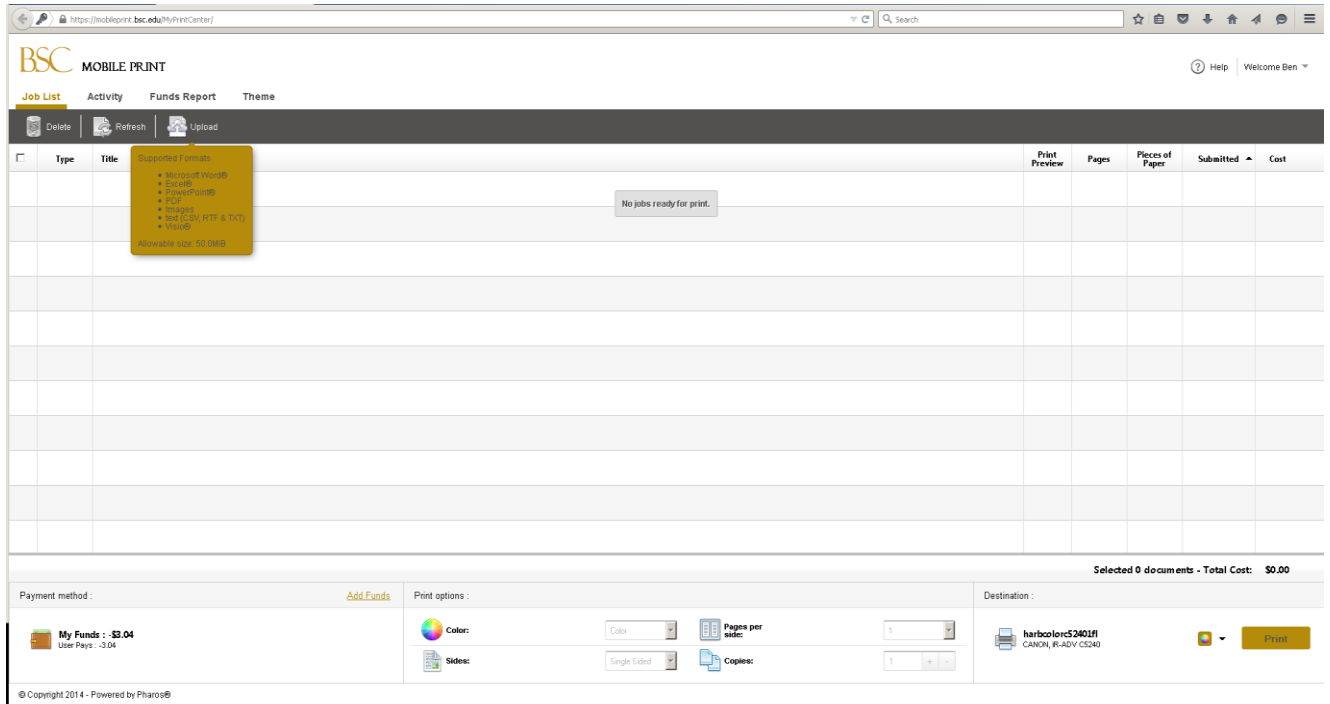 https://mobileprint.bsc.edu/MyPrintCenter/
Search
BSC MOBILE PRINT
? Help
Welcome Ben
Job List Activity Funds Report Theme
Delete Refresh Upload
Type Title Print Preview Pages Pieces of Paper Submitted Cost
Supported Formats
• Microsoft Word®
• Excel®
• PowerPoint®
• PDF
• Images
• text (CSV, RTF & TXT)
• Visio®
Allowable size: 50.0MiB
No jobs ready for print.
Selected 0 documents - Total Cost: $0.00
Payment method :
Add Funds
Print options :
Destination :
My Funds : -$3.04
User Pays : -3.04
Color: Color
Pages per side: 1
Sides: Single Sided
Copies: 1 + -
harbcolorc52401fl
CANON, iR-ADV C5240
Print
© Copyright 2014 - Powered by Pharos®